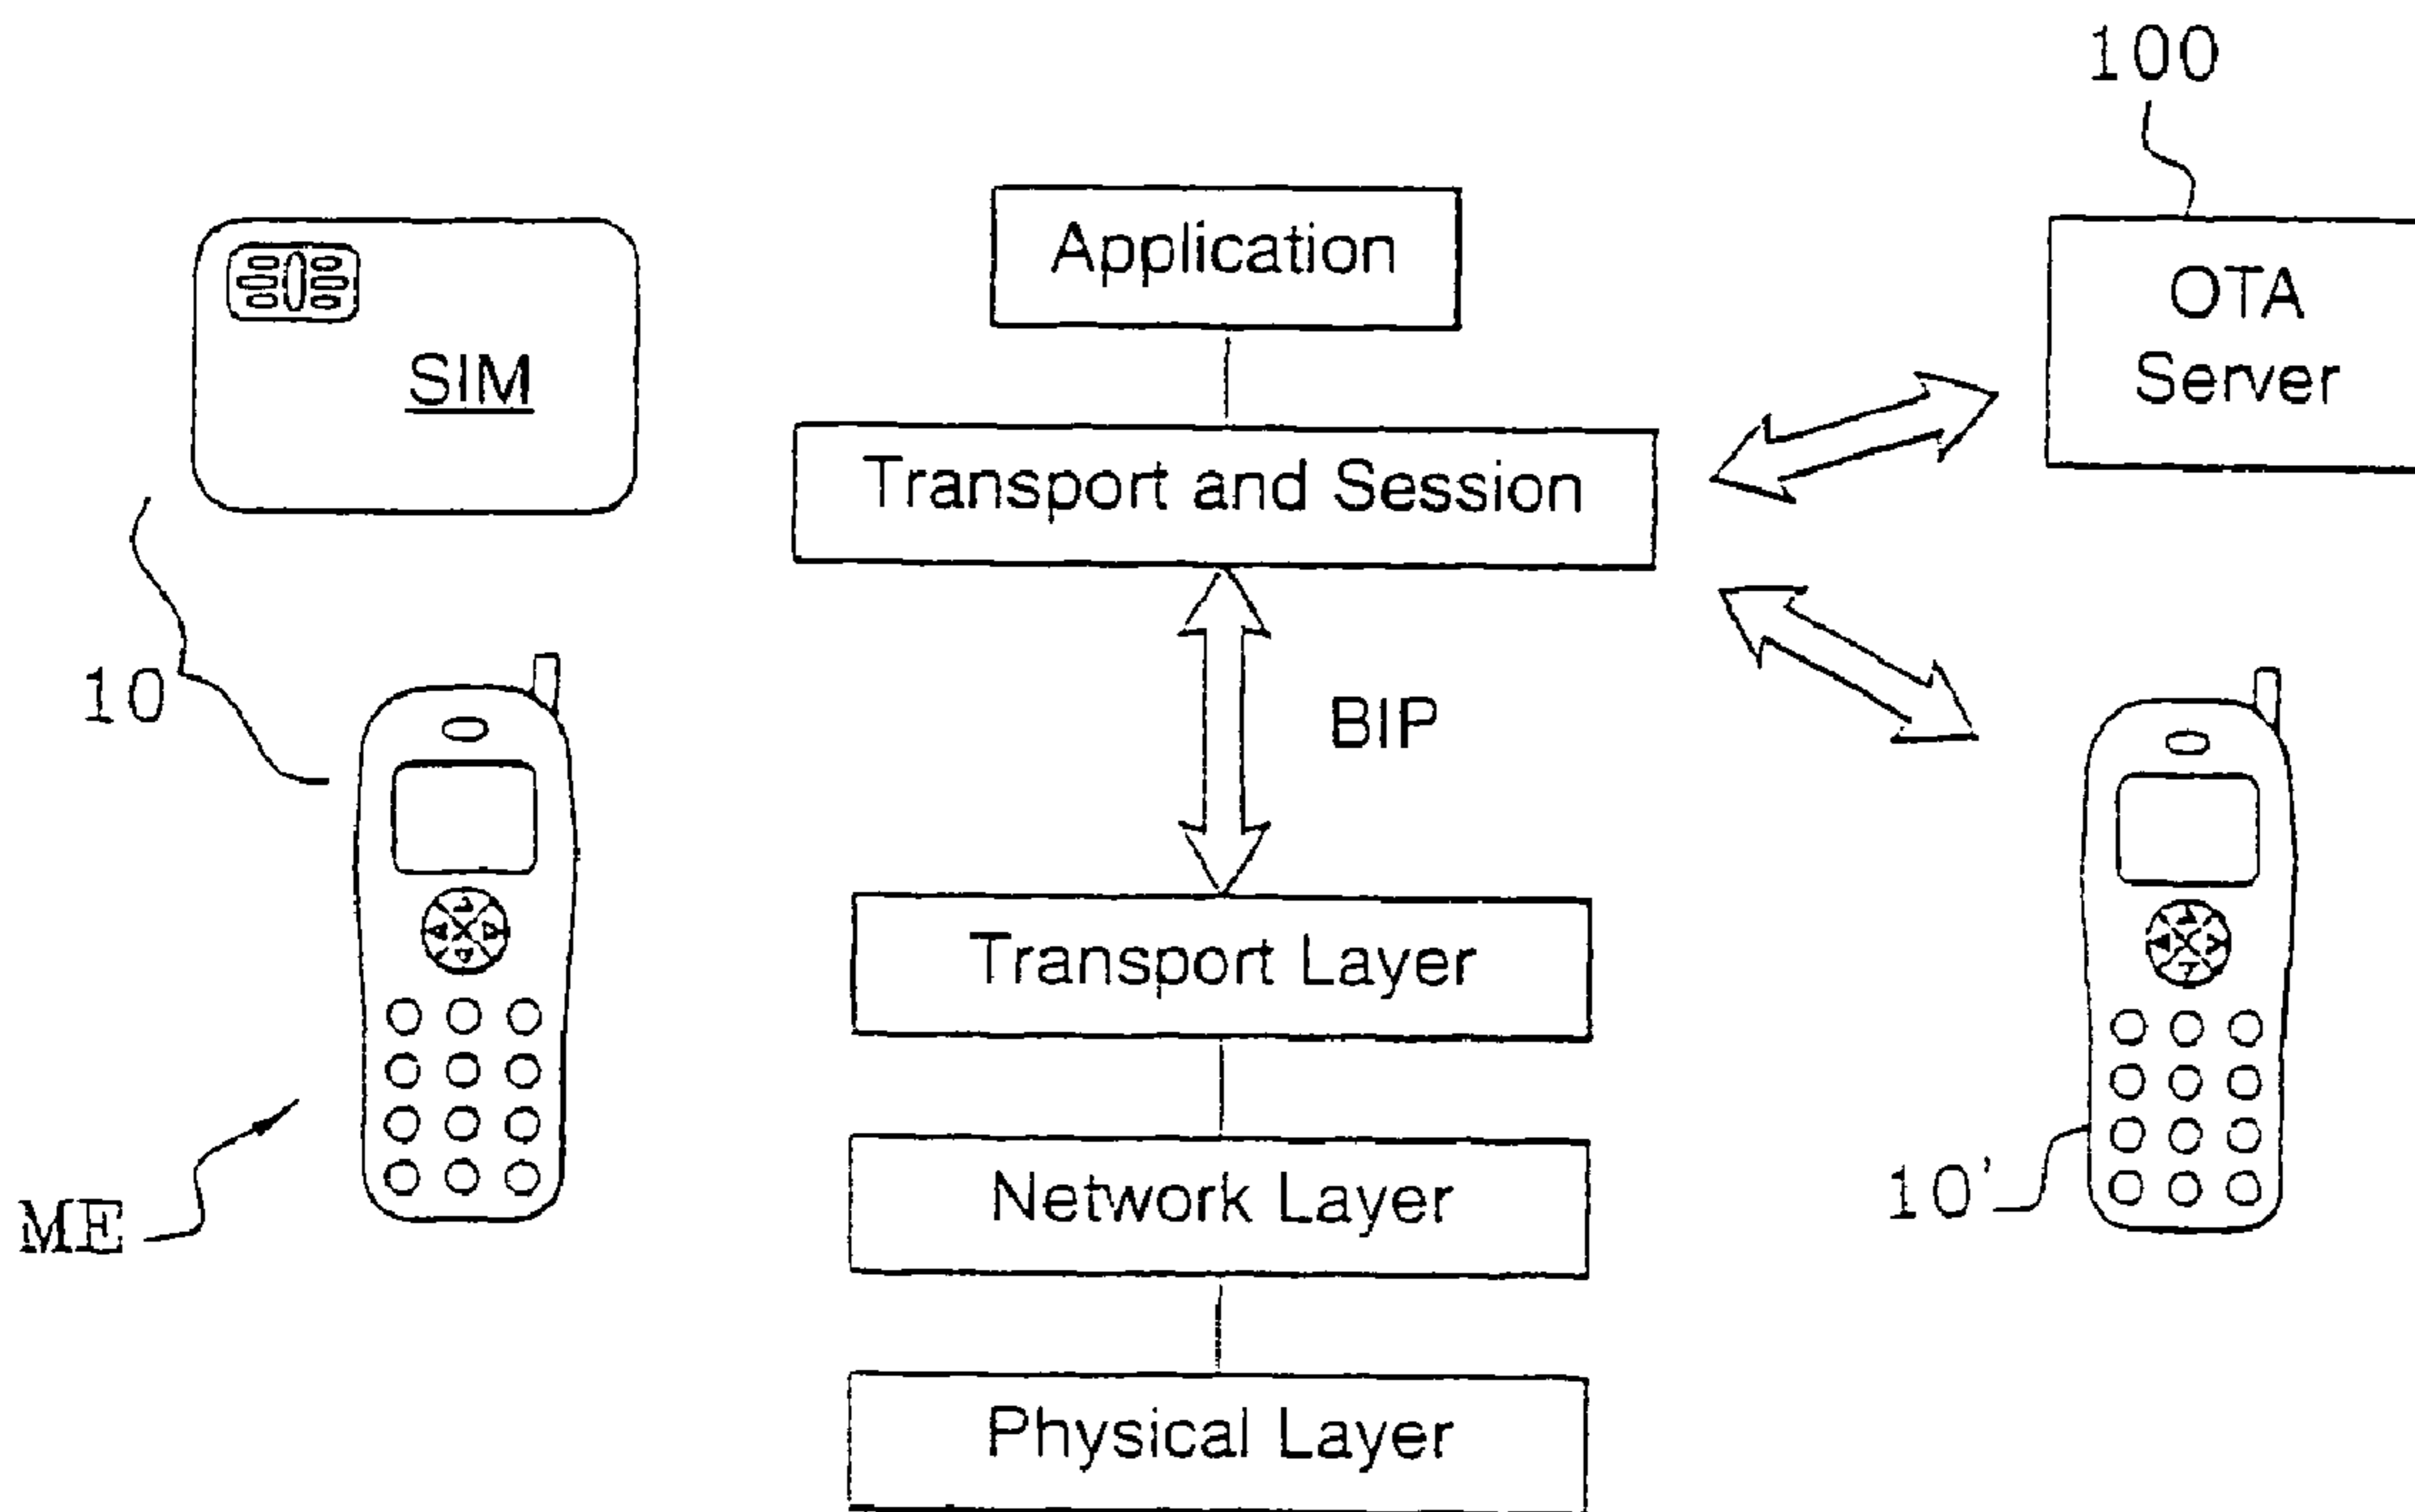 100
Application
OTA
Server
SIM
Transport and Session
10
BIP
Transport Layer
ME
Network Layer
10'
Physical Layer